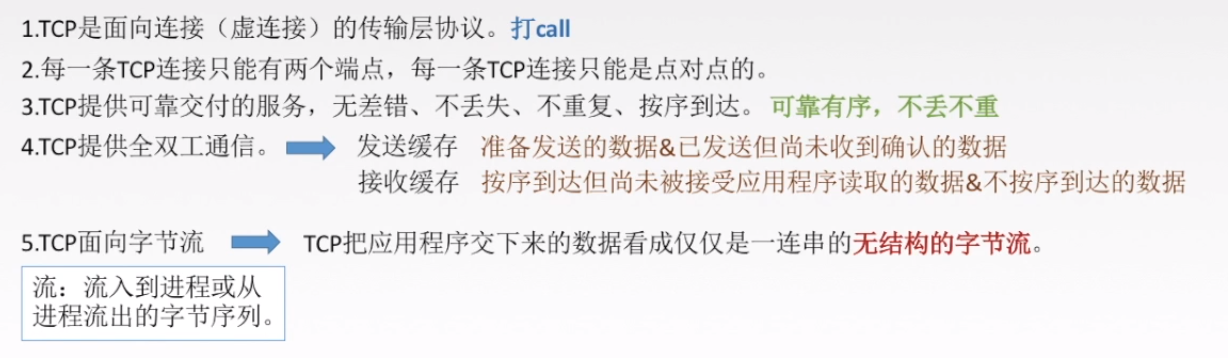 1.TCP是面向连接（虚连接）的传输层协议。打call
2.每一条TCP连接只能有两个端点，每一条TCP连接只能是点对点的。
3.TCP提供可靠交付的服务，无差错、不丢失、不重复、按序到达。可靠有序，不丢不重
4.TCP提供全双工通信。 发送缓存 准备发送的数据&已发送但尚未收到确认的数据
接收缓存 按序到达但尚未被接受应用程序读取的数据&不按序到达的数据
5.TCP面向字节流 TCP把应用程序交下来的数据看成仅仅是一连串的无结构的字节流。
流：流入到进程或从
进程流出的字节序列。